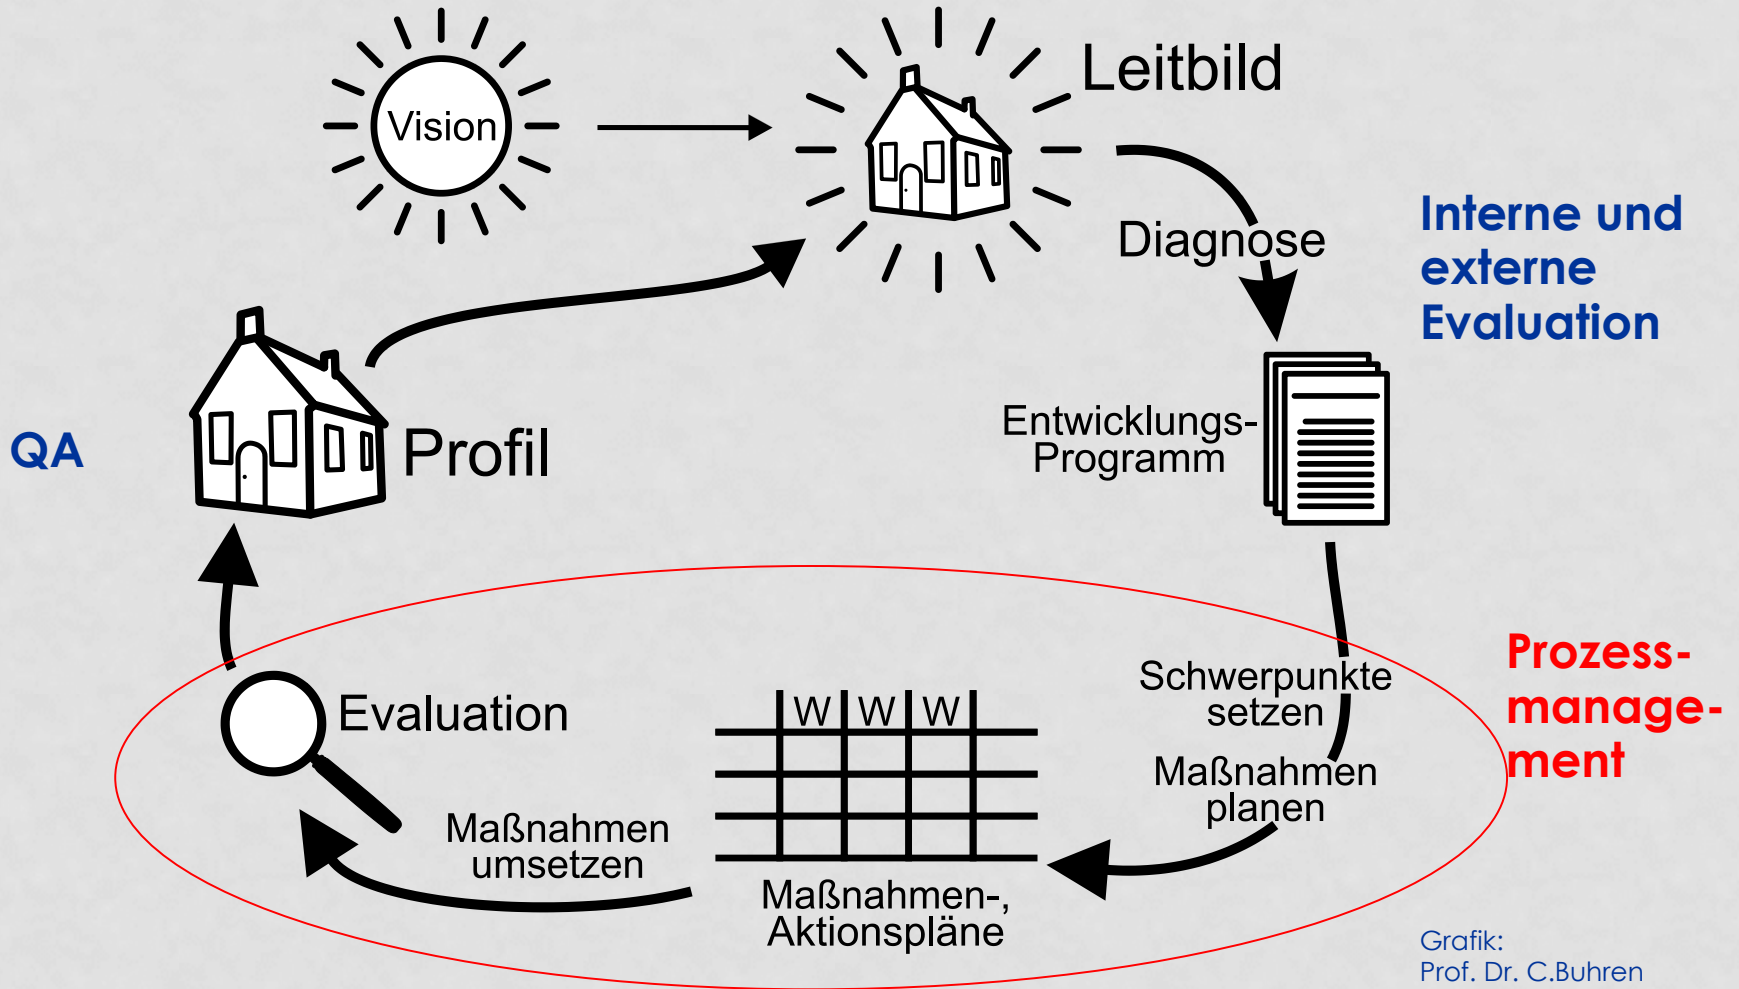 Vision
Leitbild
Diagnose
Interne und
externe
Evaluation
Entwicklungs-
Programm
QA
Profil
Schwerpunkte
setzen
Maßnahmen
planen
Prozess-
manage-
ment
W W W
Evaluation
Maßnahmen
umsetzen
Maßnahmen-,
Aktionspläne
Grafik:
Prof. Dr. C.Buhren